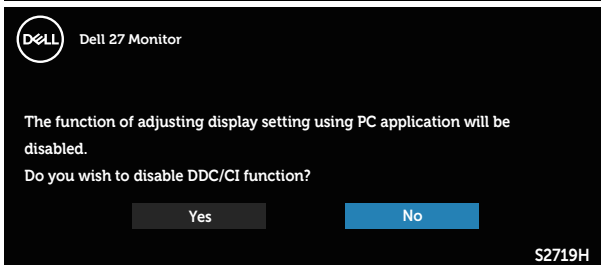 DELL
Dell 27 Monitor
The function of adjusting display setting using PC application will be
disabled.
Do you wish to disable DDC/CI function?
Yes No
S2719H